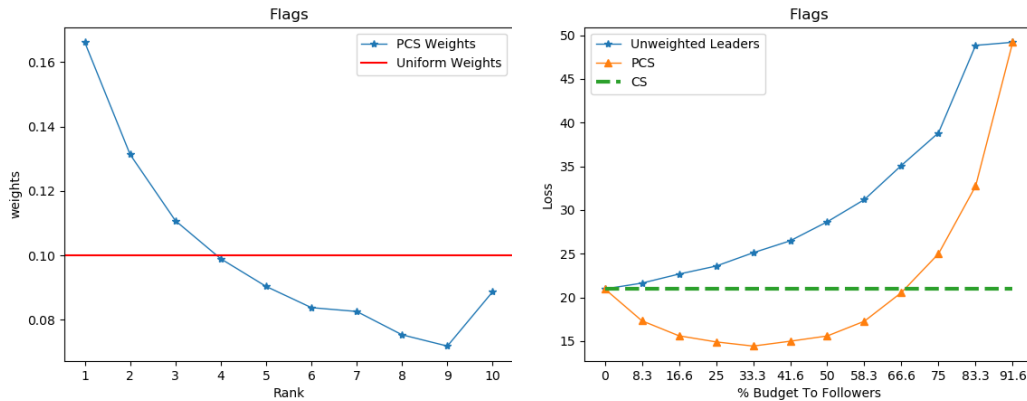 Flags
0.16
0.14
0.12
0.10
0.08
weights
1 2 3 4 5 6 7 8 9 10
Rank
PCS Weights
Uniform Weights
Flags
50
45
40
35
30
25
20
15
Loss
0 8.3 16.6 25 33.3 41.6 50 58.3 66.6 75 83.3 91.6
% Budget To Followers
Unweighted Leaders
PCS
CS